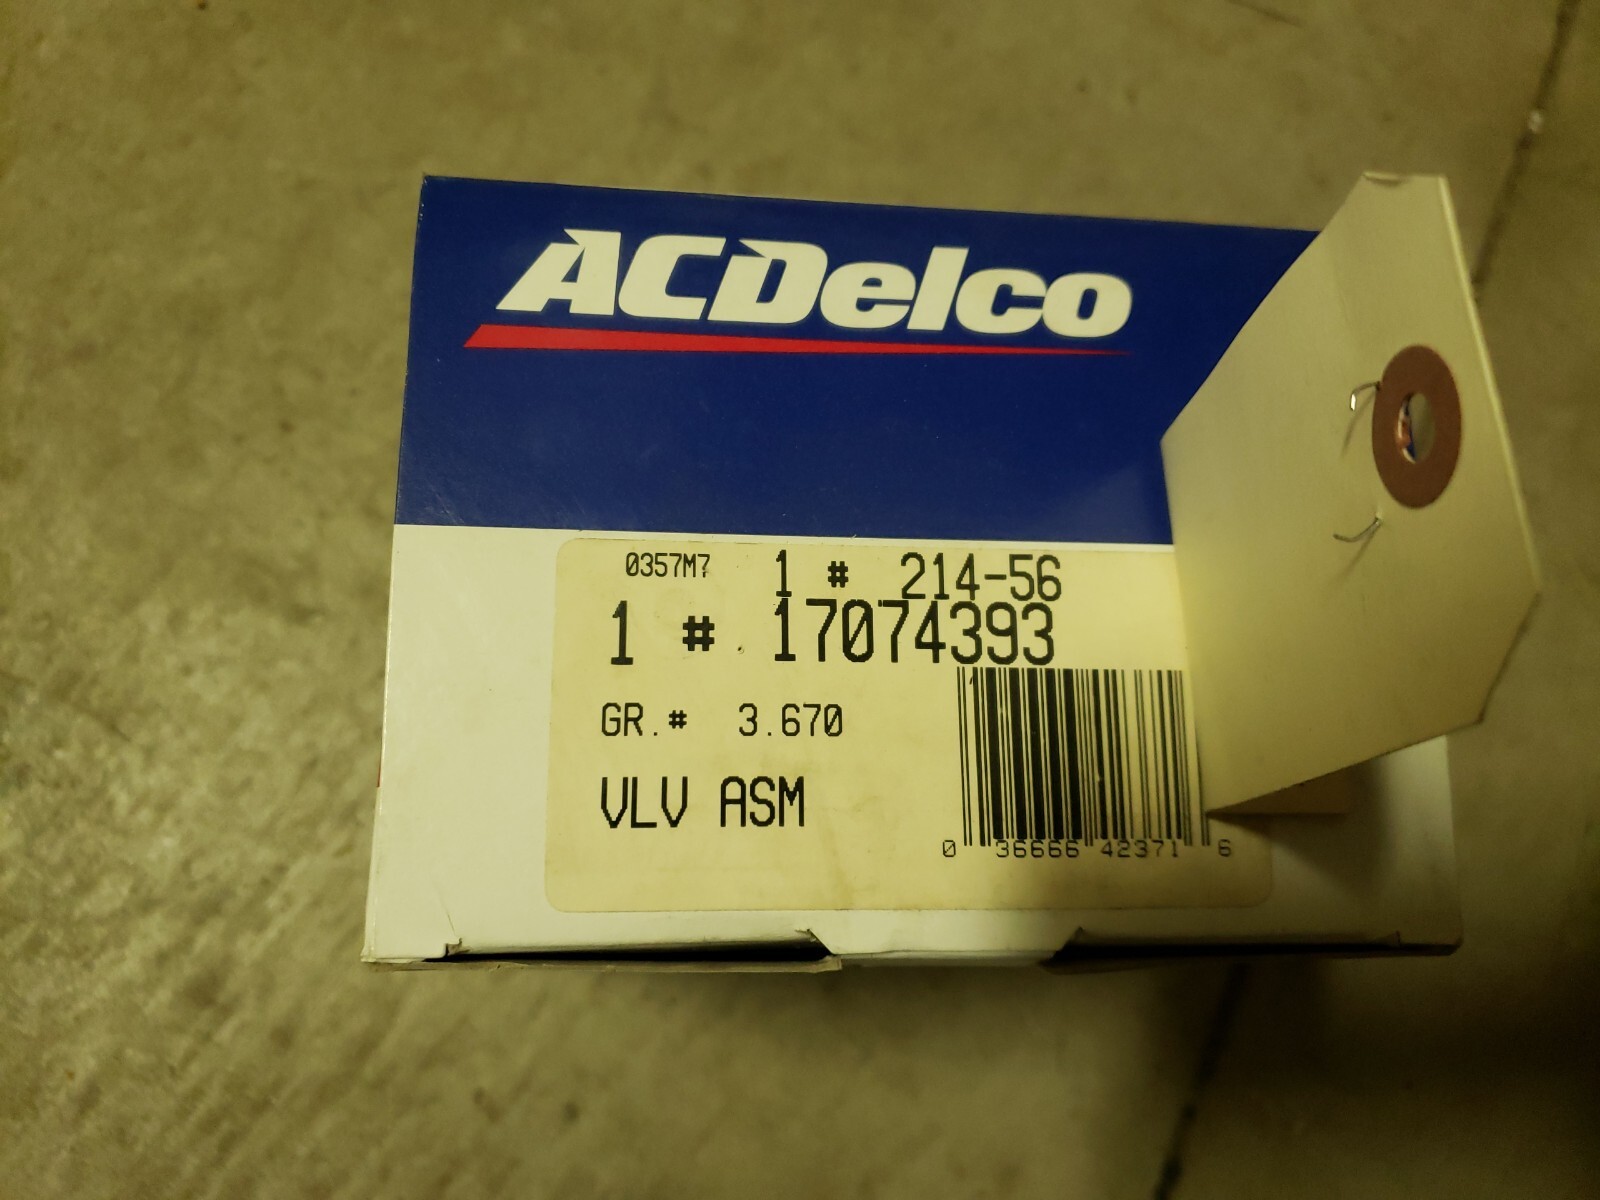 ACDelco
0357M7 1 # 214-56
1 # 17074393
GR.# 3.670
VLV ASM
0 36666 42371 6